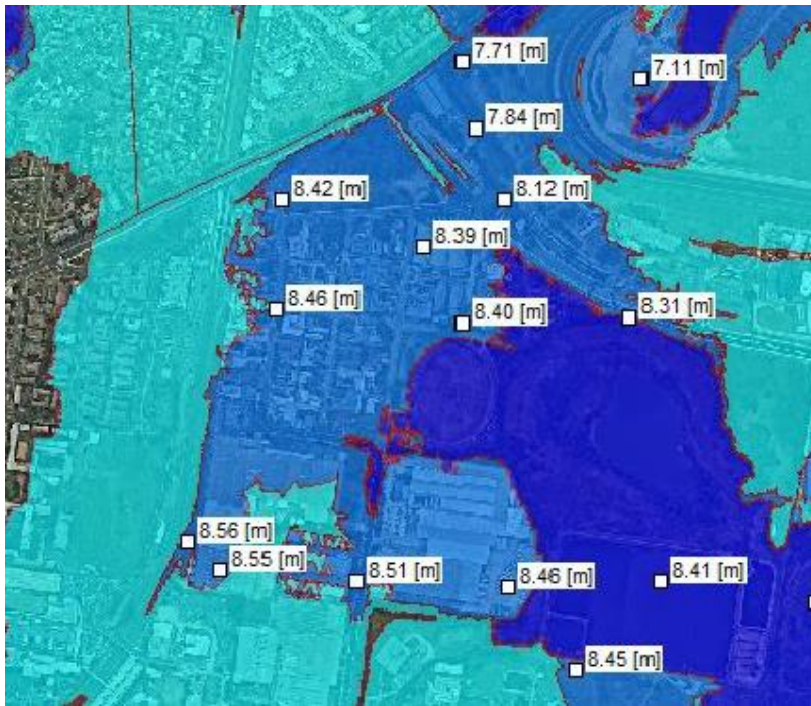 7.71 [m]
7.11 [m]
7.84 [m]
8.42 [m]
8.12 [m]
8.39 [m]
8.46 [m]
8.40 [m]
8.31 [m]
8.56 [m]
8.55 [m]
8.51 [m]
8.46 [m]
8.41 [m]
8.45 [m]